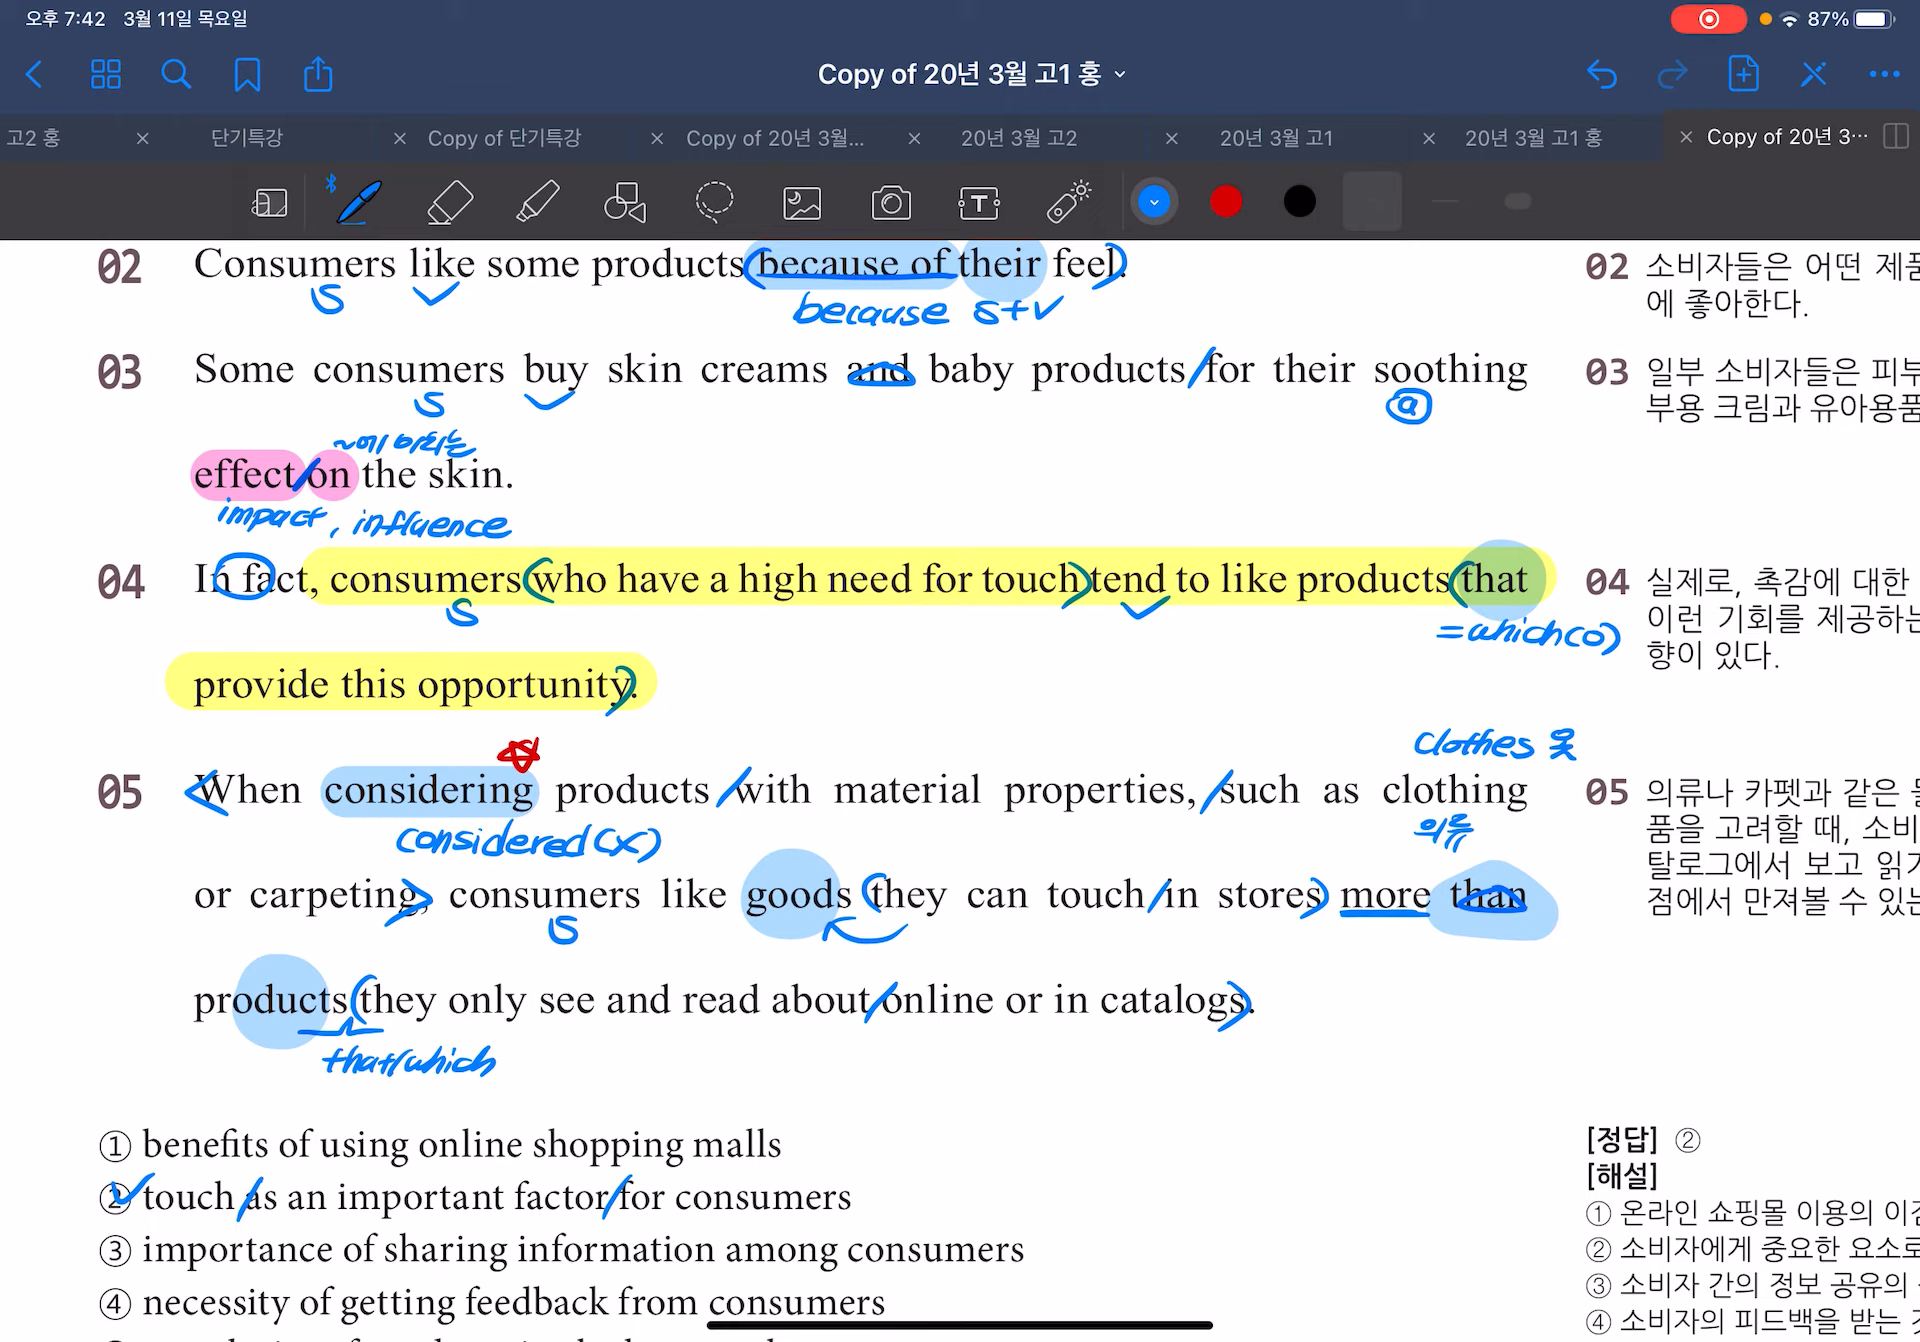 오후 7:42 3월 11일 목요일 87%
Copy of 20년 3월 고1 홍
고2 홍 × 단기특강 × Copy of 단기특강 × Copy of 20년 3월... × 20년 3월 고2 × 20년 3월 고1 × 20년 3월 고1 홍 × Copy of 20년 3···
02 Consumers like some products (because of their feel).
S
because S+V
03 Some consumers buy skin creams and baby products / for their soothing
S
ⓐ
~에 미치는
effect / on the skin.
impact, influence
04 In fact, consumers (who have a high need for touch) tend to like products (that
S
=which(o)
provide this opportunity).
clothes 옷
05 <When considering products / with material properties, / such as clothing
considered(x)
의류
or carpeting,> consumers like goods (they can touch / in stores) more than
S
products (they only see and read about / online or in catalogs).
that/which
① benefits of using online shopping malls
② touch / as an important factor / for consumers
③ importance of sharing information among consumers
④ necessity of getting feedback from consumers
02 소비자들은 어떤 제품
에 좋아한다.
03 일부 소비자들은 피부
부용 크림과 유아용품
04 실제로, 촉감에 대한
이런 기회를 제공하는
향이 있다.
05 의류나 카펫과 같은
품을 고려할 때, 소비
탈로그에서 보고 읽기
점에서 만져볼 수 있는
[정답] ②
[해설]
① 온라인 쇼핑몰 이용의 이점
② 소비자에게 중요한 요소로
③ 소비자 간의 정보 공유의
④ 소비자의 피드백을 받는